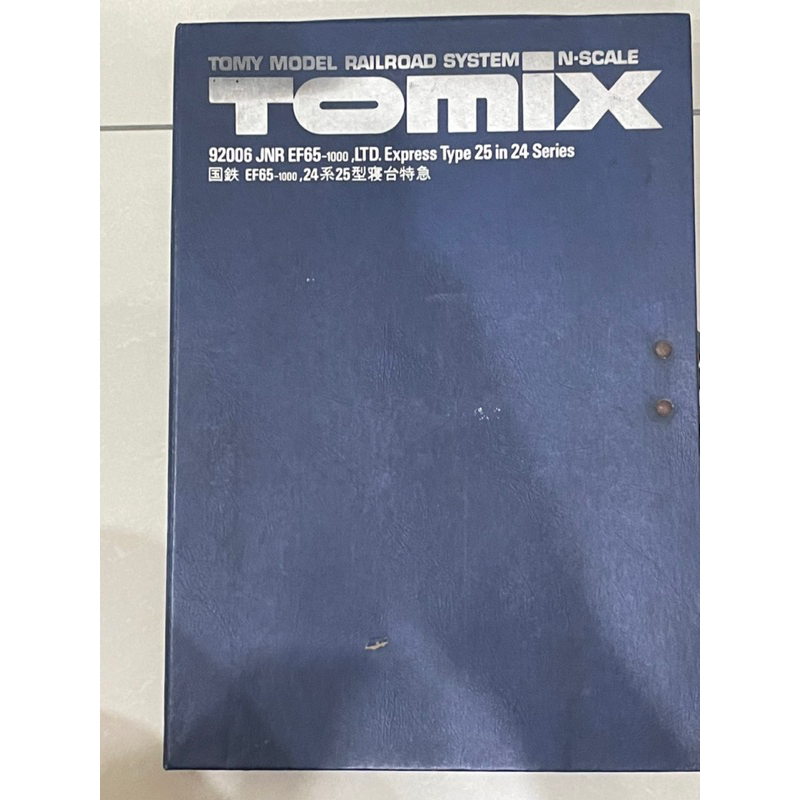 TOMY MODEL RAILROAD SYSTEM N·SCALE
TOMIX
92006 JNR EF65-1000 ,LTD. Express Type 25 in 24 Series
国鉄 EF65-1000 ,24系25型寝台特急